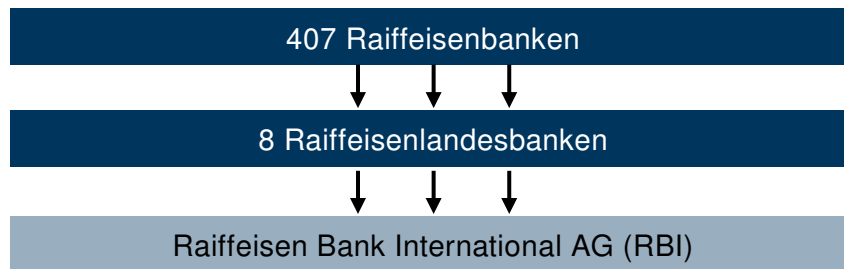 407 Raiffeisenbanken
8 Raiffeisenlandesbanken
Raiffeisen Bank International AG (RBI)